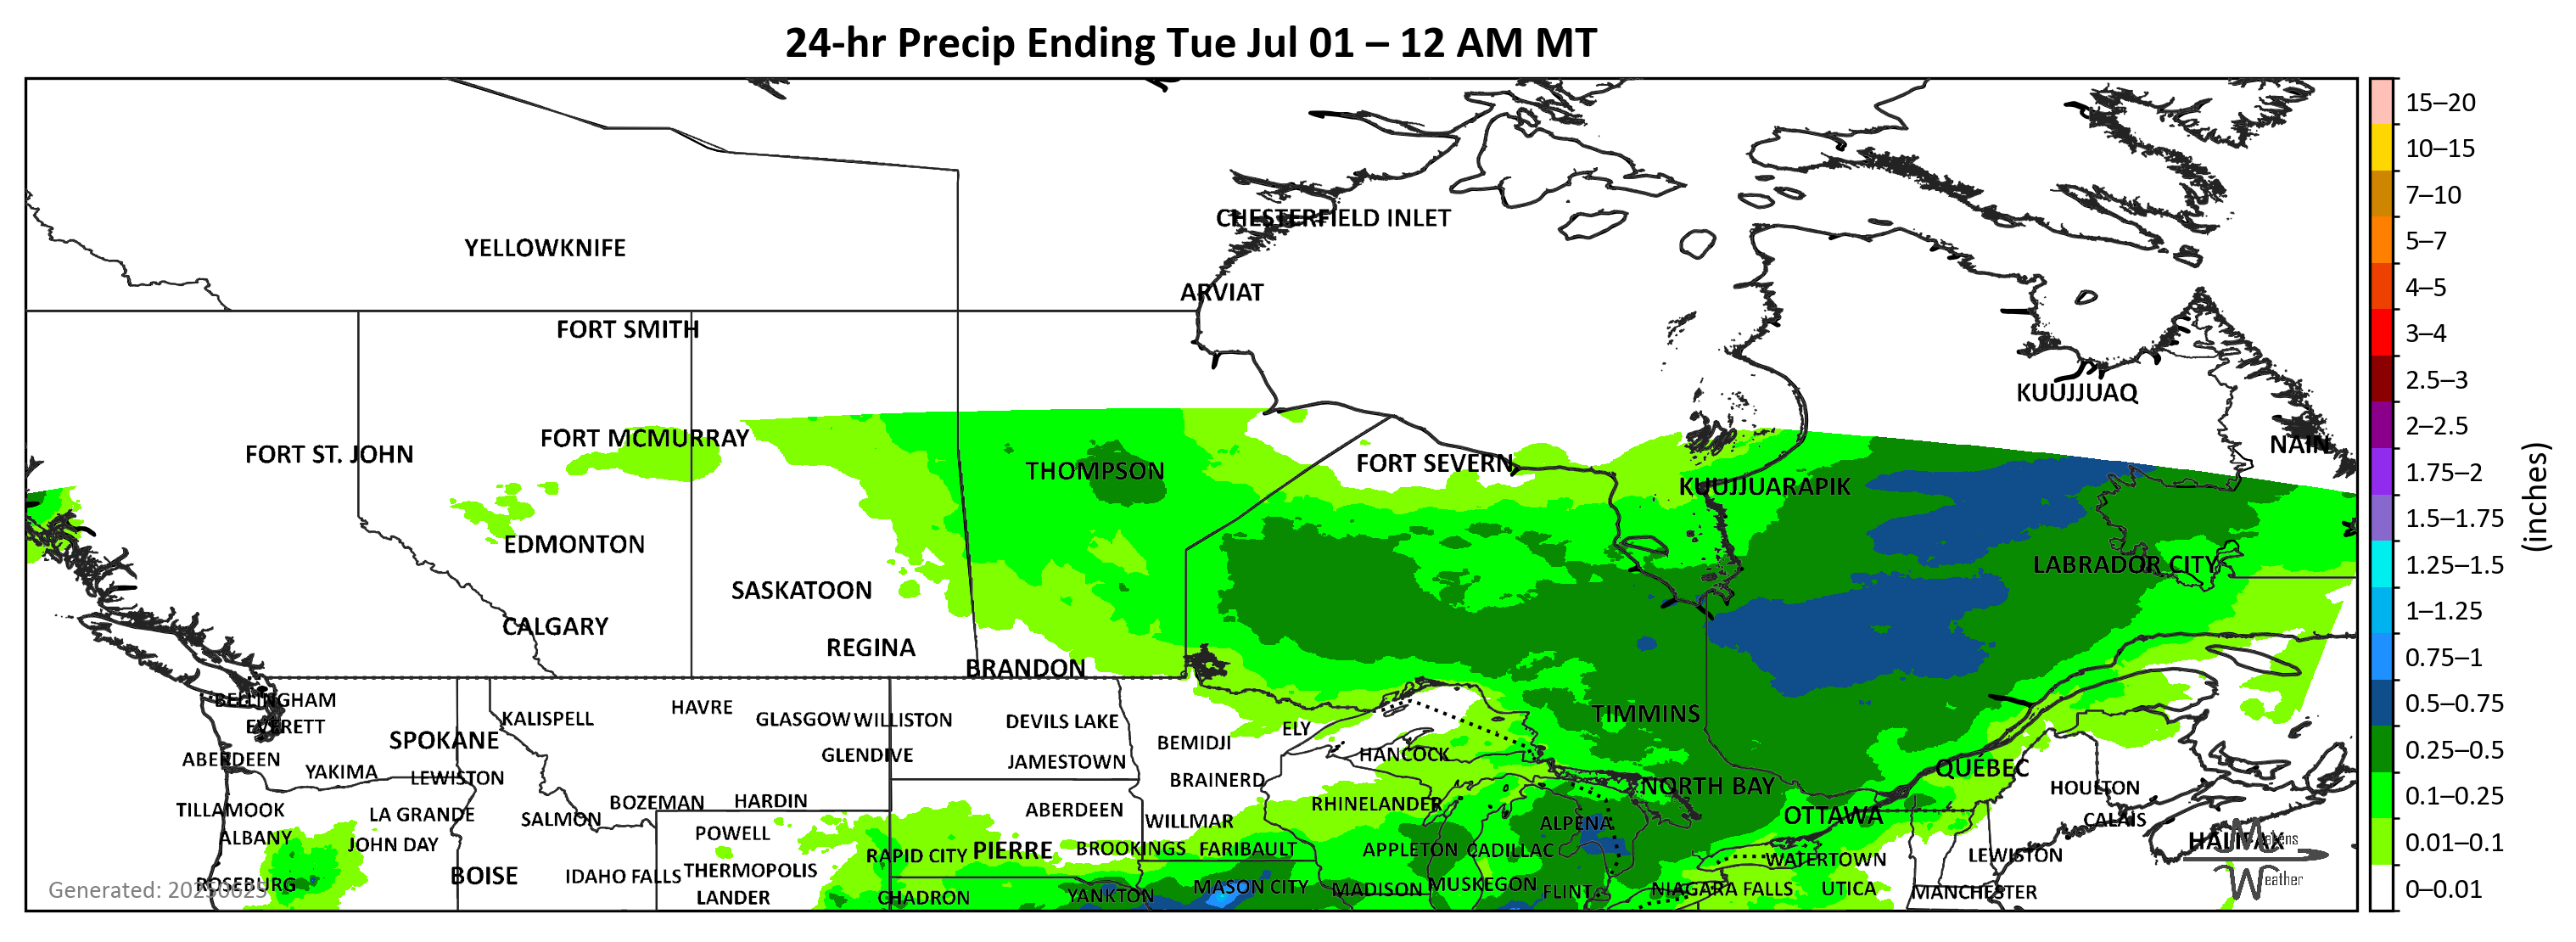 24-hr Precip Ending Tue Jul 01 – 12 AM MT
CHESTERFIELD INLET
YELLOWKNIFE
ARVIAT
FORT SMITH
KUUJJUAQ
FORT MCMURRAY
NAIN
FORT ST. JOHN
FORT SEVERN
THOMPSON
KUUJJUARAPIK
EDMONTON
LABRADOR CITY
SASKATOON
CALGARY
REGINA
BRANDON
BELLINGHAM
HAVRE
TIMMINS
KALISPELL
GLASGOW
WILLISTON
DEVILS LAKE
EVERETT
ELY
SPOKANE
BEMIDJI
GLENDIVE
HANCOCK
ABERDEEN
JAMESTOWN
QUÉBEC
YAKIMA
LEWISTON
BRAINERD
NORTH BAY
HOULTON
BOZEMAN
HARDIN
RHINELANDER
TILLAMOOK
LA GRANDE
ABERDEEN
OTTAWA
SALMON
WILLMAR
CALAIS
ALPENA
POWELL
ALBANY
HALIFAX
JOHN DAY
BROOKINGS
FARIBAULT
APPLETON
CADILLAC
PIERRE
RAPID CITY
LEWISTON
WATERTOWN
THERMOPOLIS
BOISE
IDAHO FALLS
ROSEBURG
MASON CITY
MADISON
MUSKEGON
FLINT
NIAGARA FALLS
UTICA
MANCHESTER
YANKTON
LANDER
CHADRON
Weather
15–20
10–15
7–10
5–7
4–5
3–4
2.5–3
2–2.5
1.75–2
1.5–1.75
1.25–1.5
1–1.25
0.75–1
0.5–0.75
0.25–0.5
0.1–0.25
0.01–0.1
0–0.01
(inches)
Generated: 20250625